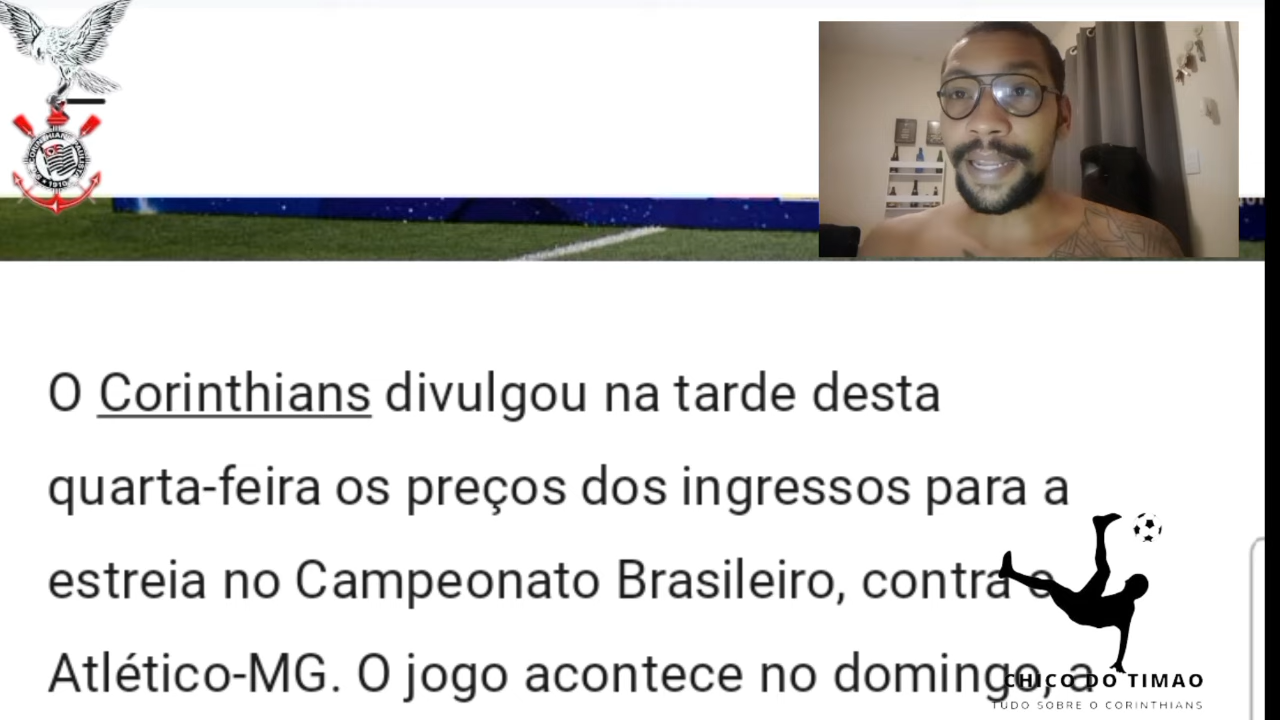 O Corinthians divulgou na tarde desta
quarta-feira os preços dos ingressos para a
estreia no Campeonato Brasileiro, contra o
Atlético-MG. O jogo acontece no domingo, a
CHICO DO TIMAO
TUDO SOBRE O CORINTHIANS
1910